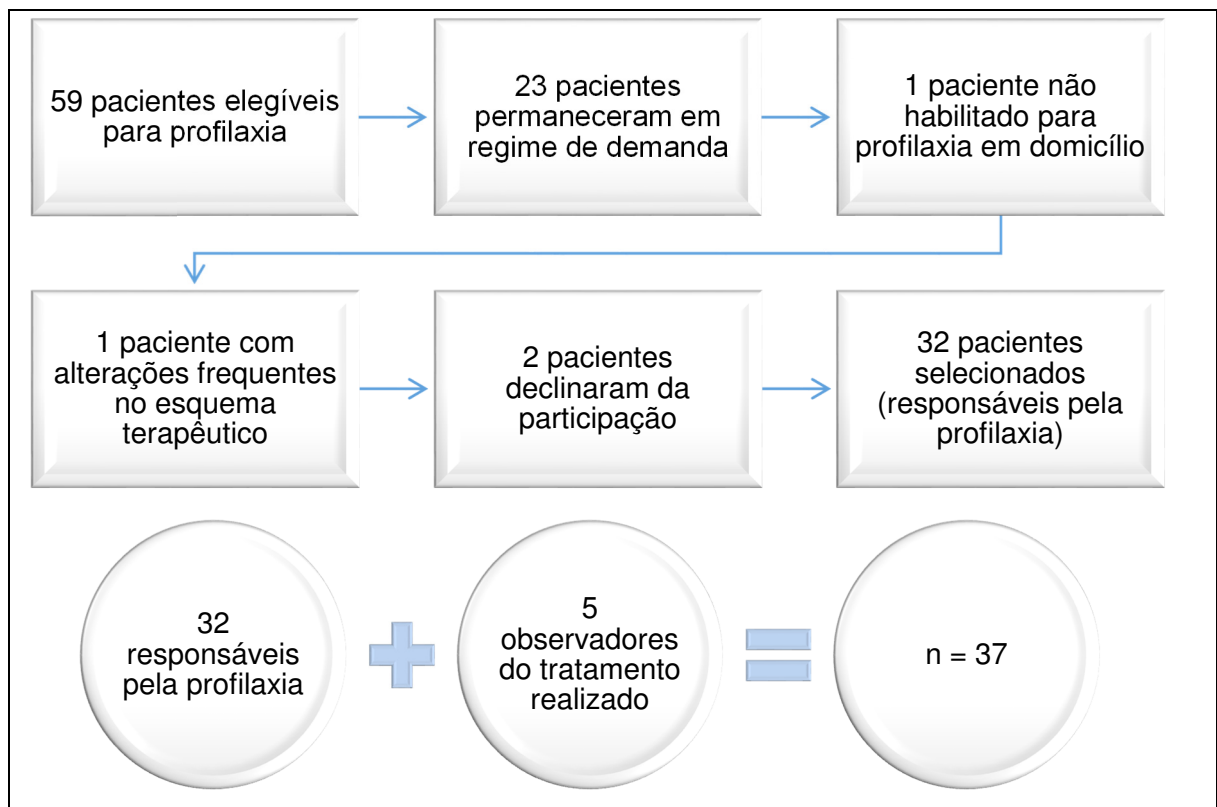 59 pacientes elegíveis
para profilaxia
23 pacientes
permaneceram em
regime de demanda
1 paciente não
habilitado para
profilaxia em domicílio
1 paciente com
alterações frequentes
no esquema
terapêutico
2 pacientes
declinaram da
participação
32 pacientes
selecionados
(responsáveis pela
profilaxia)
32
responsáveis
pela profilaxia
5
observadores
do tratamento
realizado
n = 37